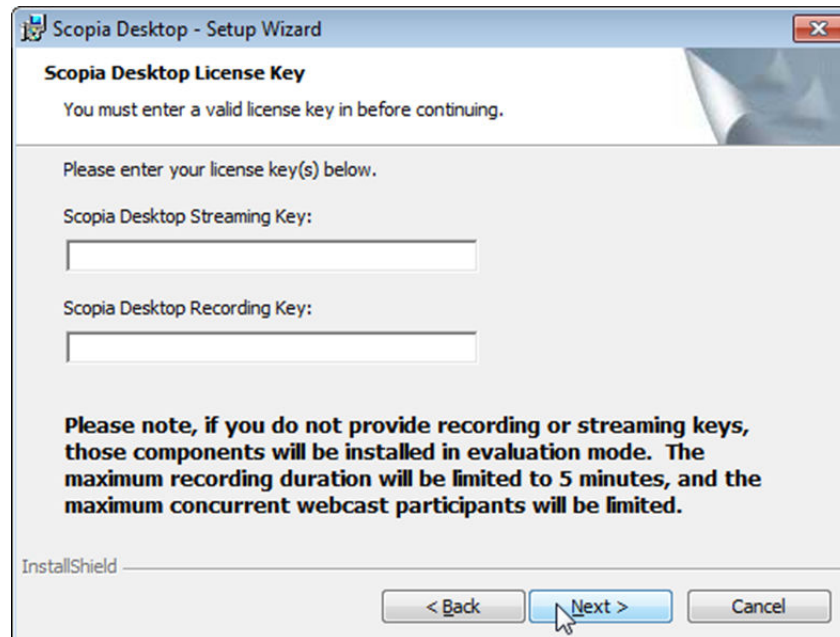 Scopia Desktop - Setup Wizard
Scopia Desktop License Key
You must enter a valid license key in before continuing.
Please enter your license key(s) below.
Scopia Desktop Streaming Key:
Scopia Desktop Recording Key:
Please note, if you do not provide recording or streaming keys,
those components will be installed in evaluation mode.  The
maximum recording duration will be limited to 5 minutes, and the
maximum concurrent webcast participants will be limited.
InstallShield
< Back
Next >
Cancel